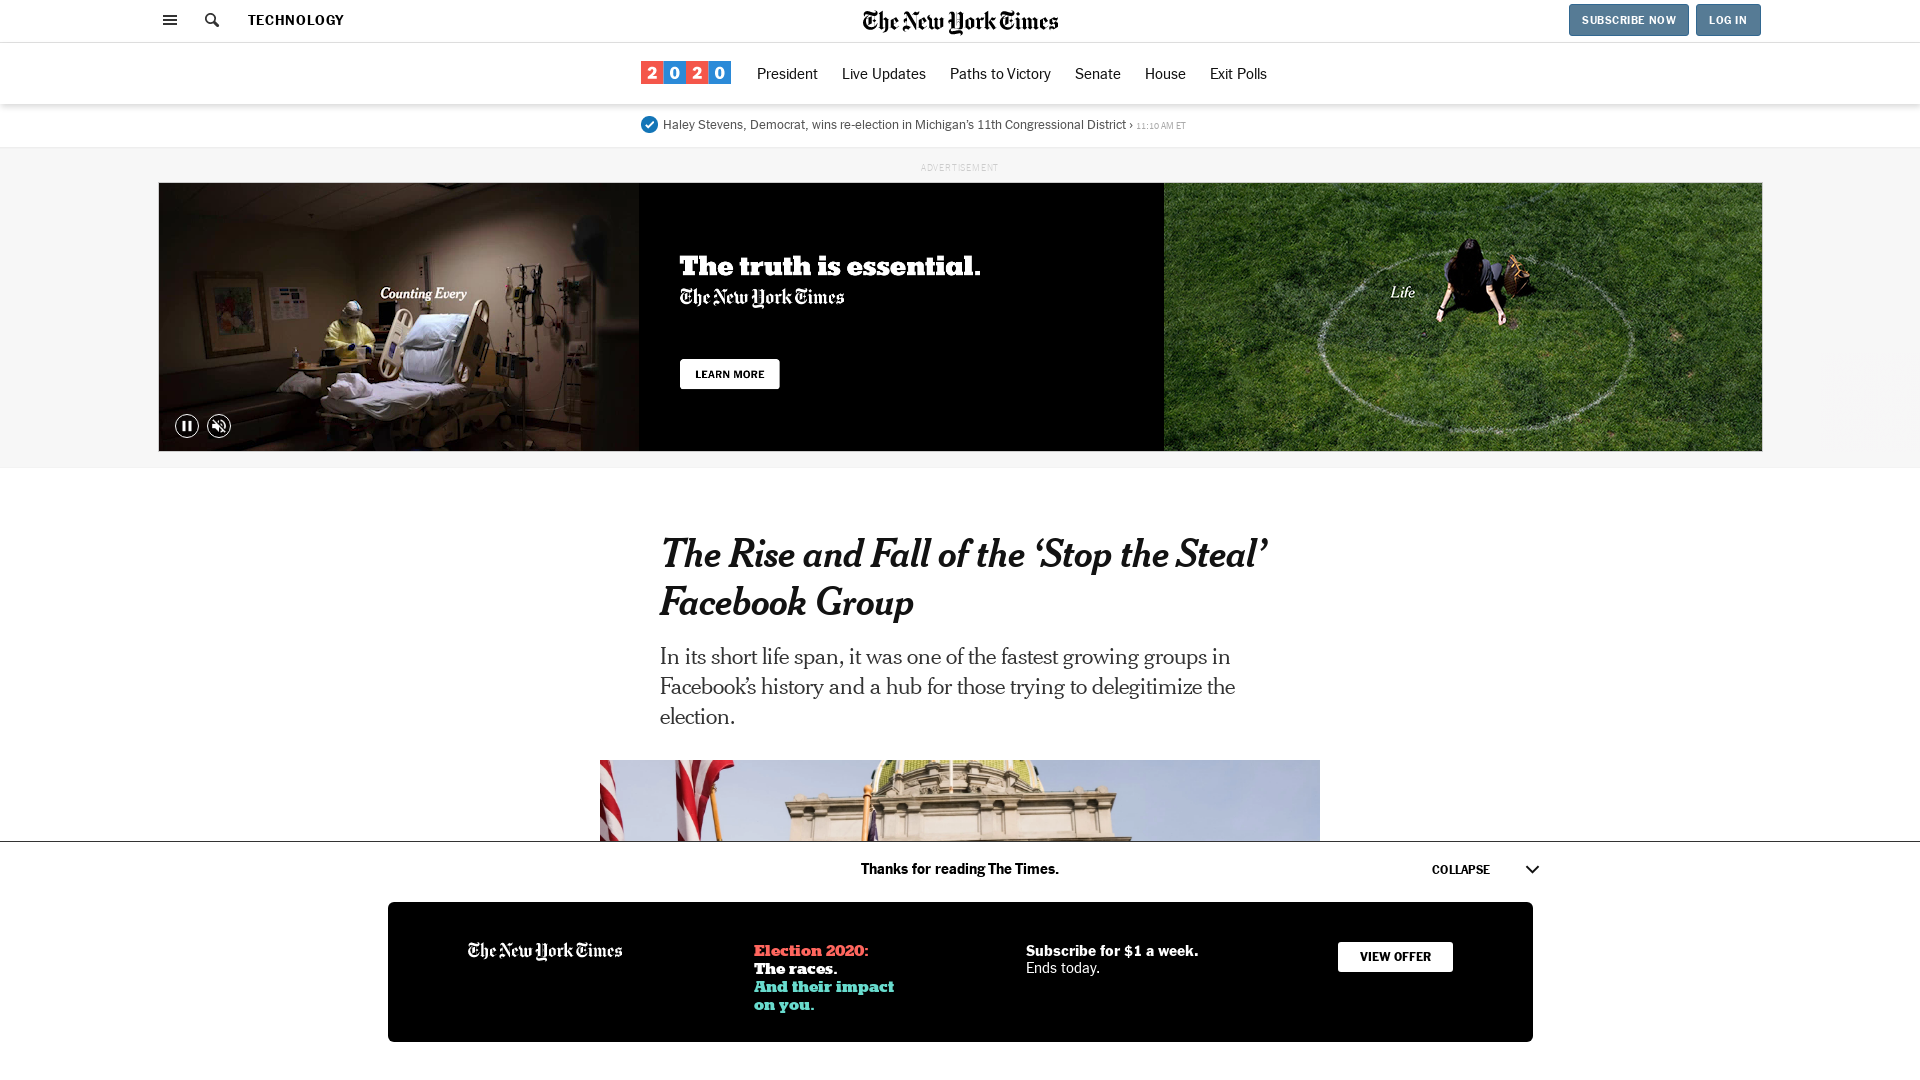 TECHNOLOGY
The New York Times
SUBSCRIBE NOW
LOG IN
2020
President
Live Updates
Paths to Victory
Senate
House
Exit Polls
Haley Stevens, Democrat, wins re-election in Michigan’s 11th Congressional District › 11:10 AM ET
ADVERTISEMENT
Counting Every
The truth is essential.
The New York Times
LEARN MORE
Life
The Rise and Fall of the ‘Stop the Steal’
Facebook Group
In its short life span, it was one of the fastest growing groups in
Facebook’s history and a hub for those trying to delegitimize the
election.
Thanks for reading The Times.
COLLAPSE
The New York Times
Election 2020:
The races.
And their impact
on you.
Subscribe for $1 a week.
Ends today.
VIEW OFFER